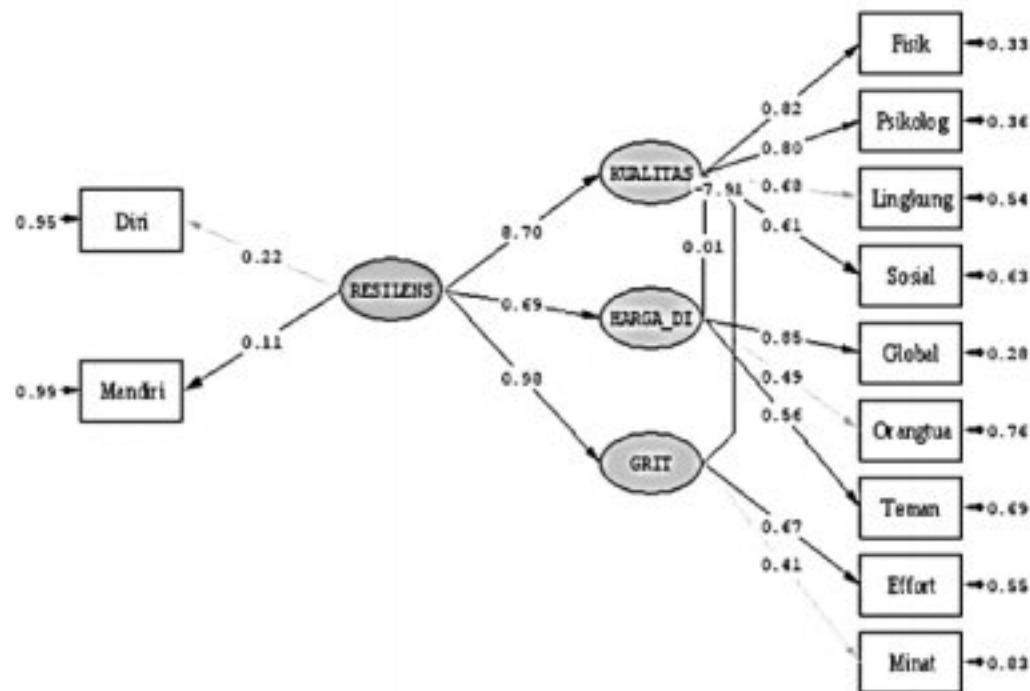 0.95
Diri
0.99
Mandiri
0.22
0.11
RESILENS
8.70
0.69
0.98
KUALITAS
-7.91
0.01
HARGA_DI
GRIT
0.82
0.80
0.68
0.61
0.85
0.49
0.56
0.67
0.41
Fisik
0.33
Psikolog
0.36
Lingkung
0.54
Sosial
0.63
Global
0.28
Orangtua
0.76
Teman
0.69
Effort
0.55
Minat
0.83